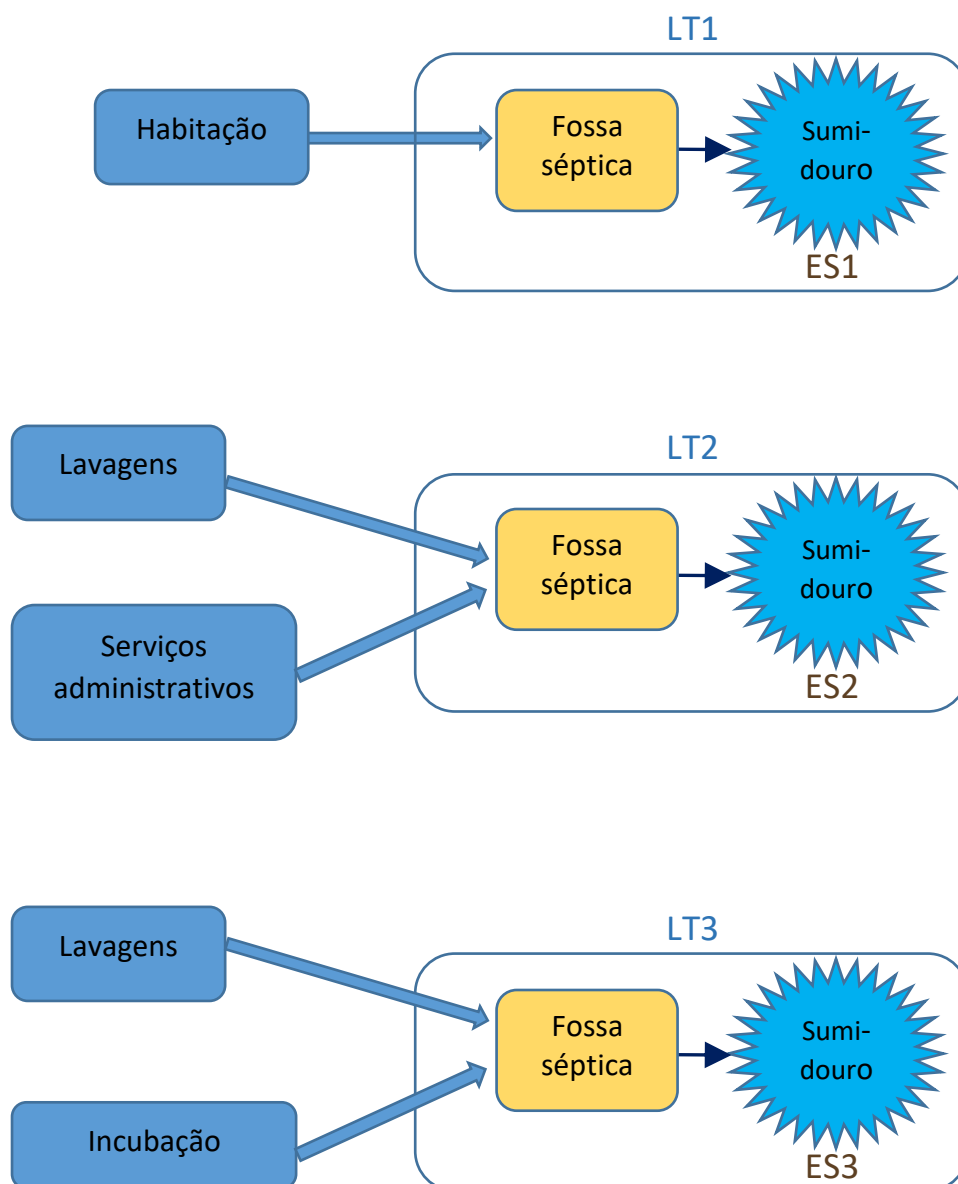 LT1
Habitação
Fossa
séptica
Sumi-
douro
ES1
LT2
Lavagens
Fossa
séptica
Sumi-
douro
Serviços
administrativos
ES2
LT3
Lavagens
Fossa
séptica
Sumi-
douro
Incubação
ES3